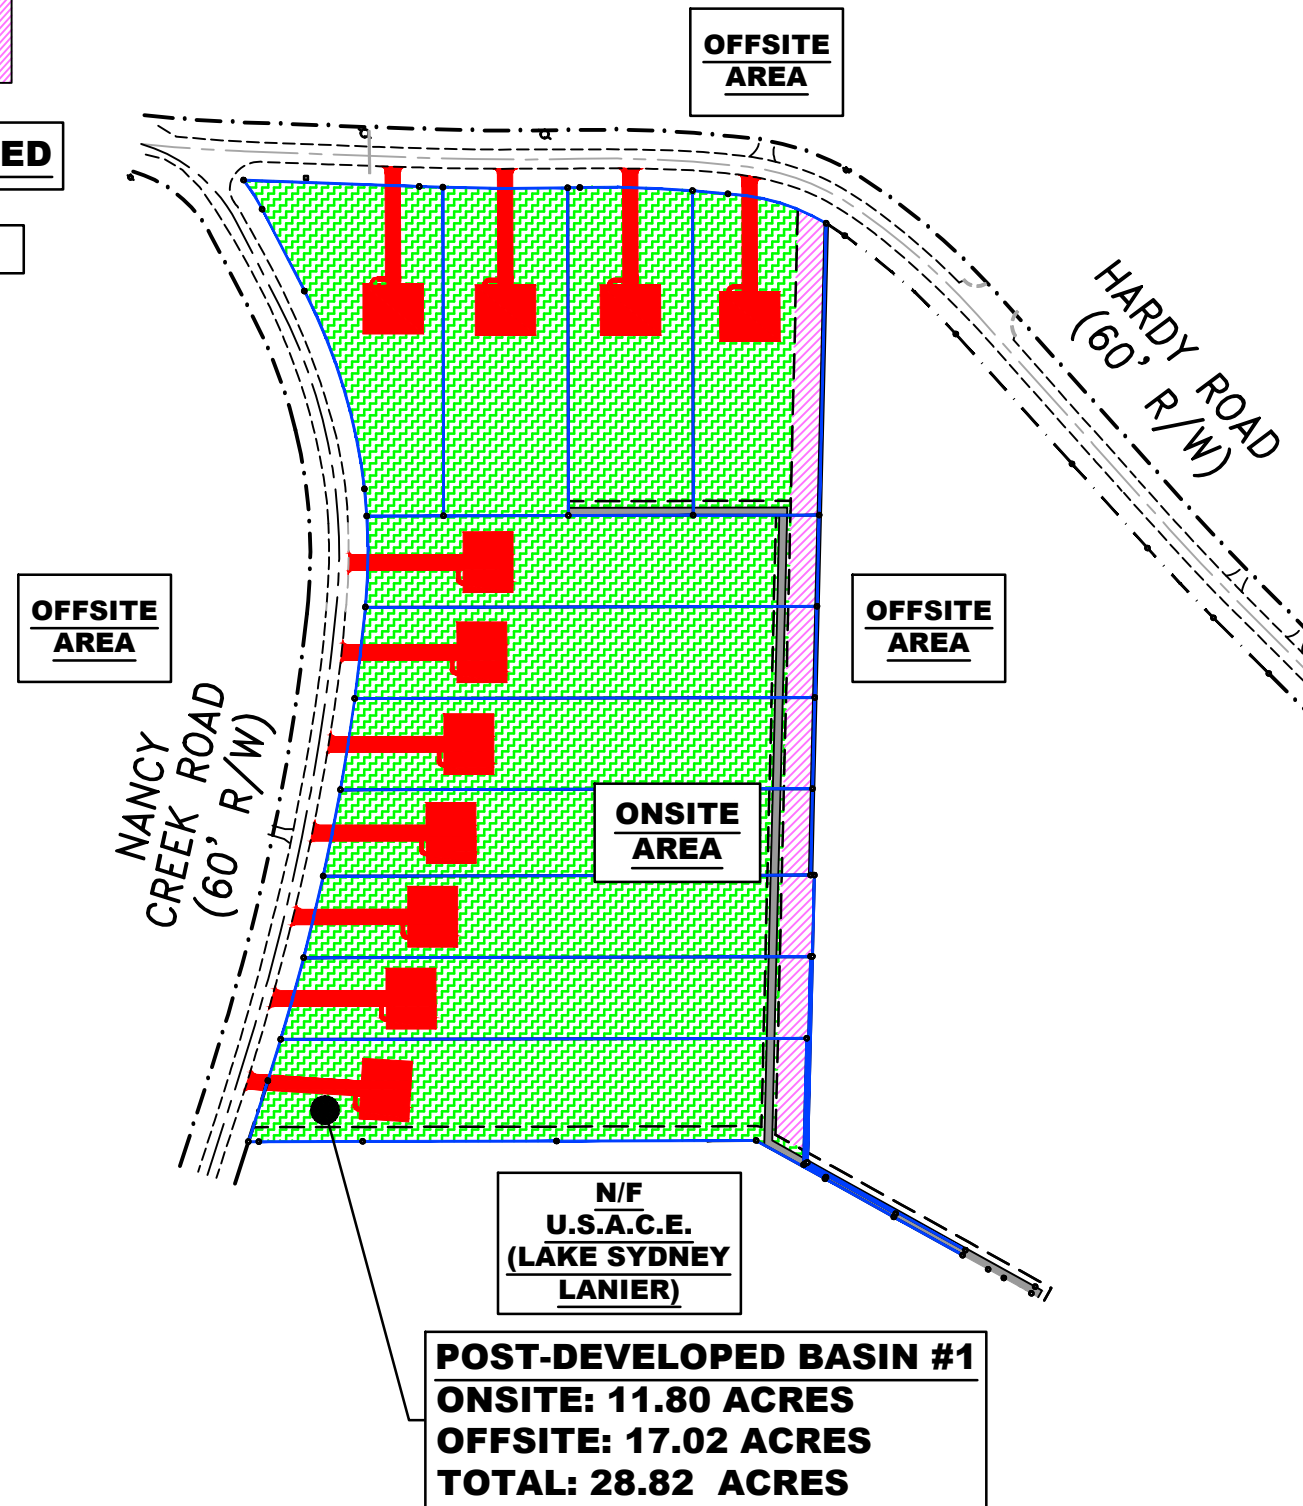 OFFSITE
AREA
ED
HARDY ROAD
(60' R/W)
OFFSITE
AREA
OFFSITE
AREA
NANCY
CREEK ROAD
(60' R/W)
ONSITE
AREA
N/F
U.S.A.C.E.
(LAKE SYDNEY
LANIER)
POST-DEVELOPED BASIN #1
ONSITE: 11.80 ACRES
OFFSITE: 17.02 ACRES
TOTAL: 28.82 ACRES